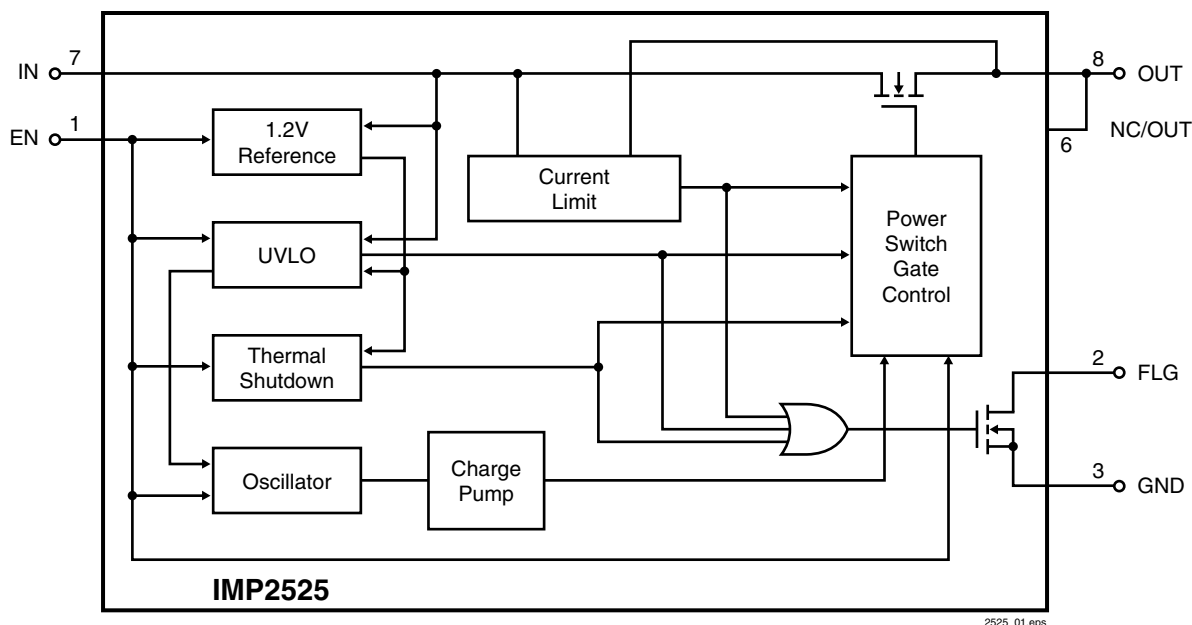 IN
7
8
OUT
EN
1
1.2V
Reference
6
NC/OUT
Current
Limit
Power
Switch
Gate
Control
UVLO
Thermal
Shutdown
2
FLG
Oscillator
Charge
Pump
3
GND
IMP2525
2525_01.eps